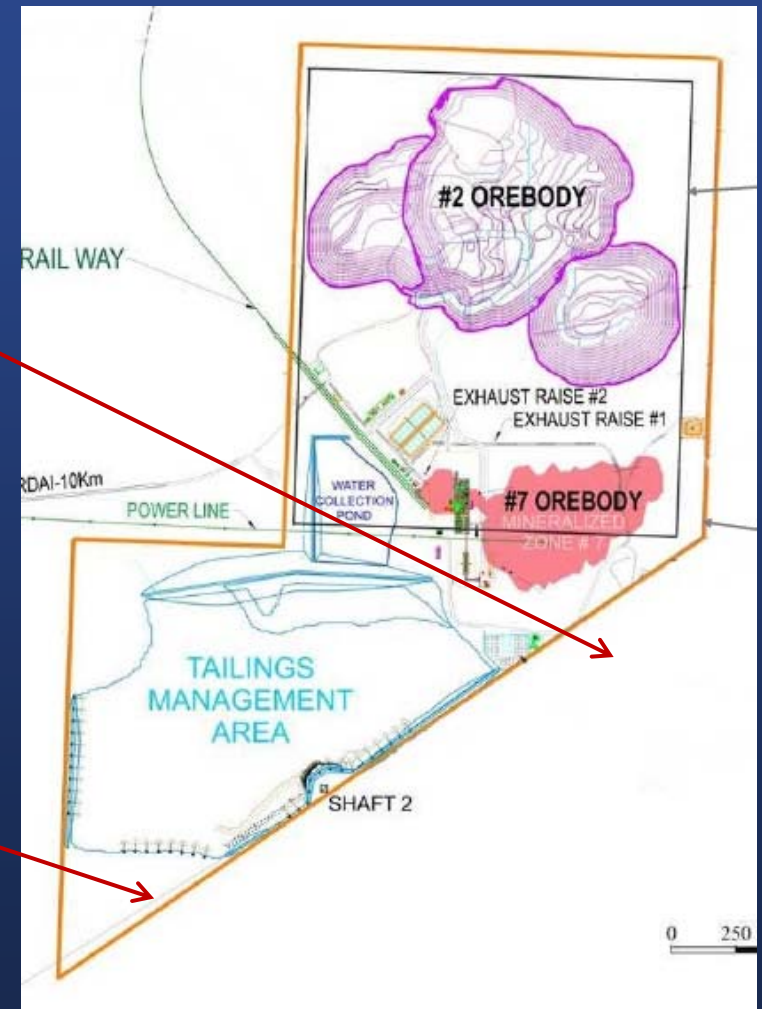 #2 OREBODY
RAIL WAY
EXHAUST RAISE #2
EXHAUST RAISE #1
RDAI-10Km
WATER
COLLECTION
POND
POWER LINE
#7 OREBODY
MINERALIZED
ZONE # 7
TAILINGS
MANAGEMENT
AREA
SHAFT 2
0 250